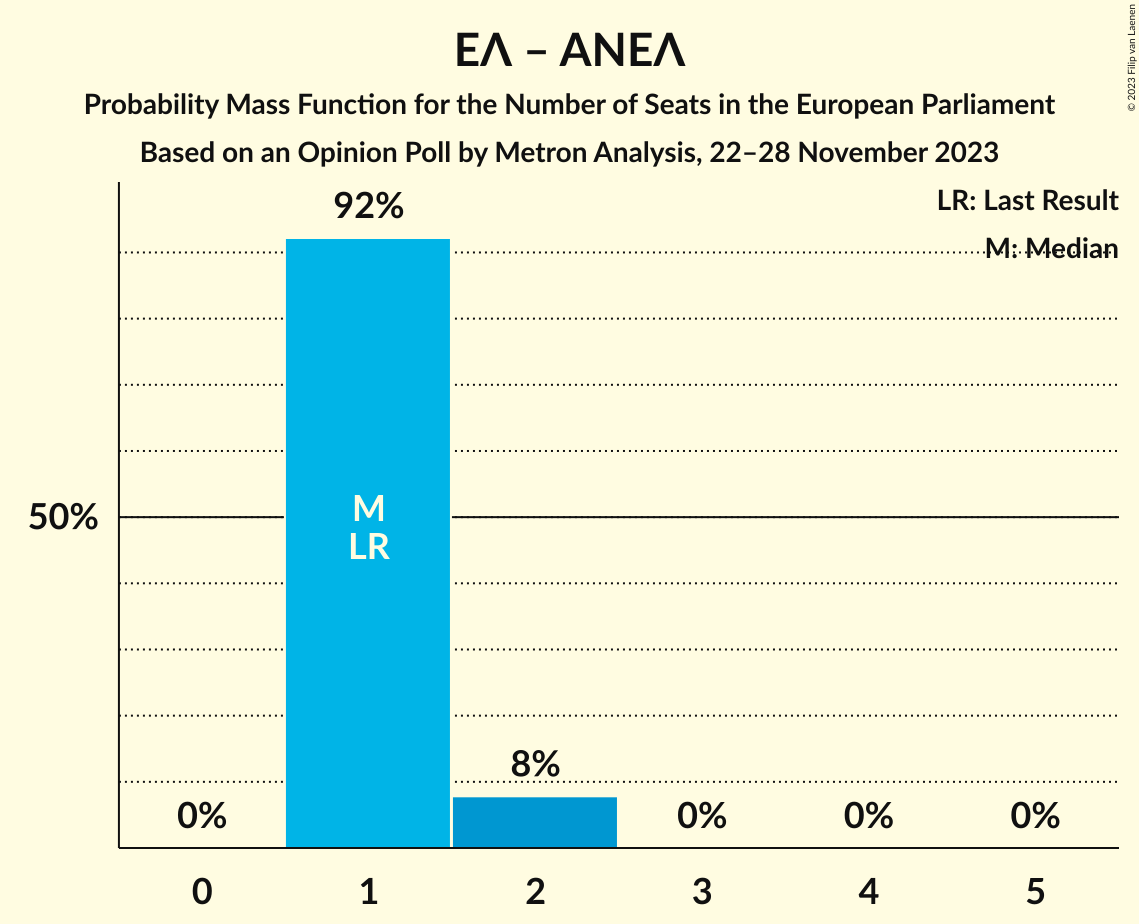 ΕΛ – ΑΝΕΛ
Probability Mass Function for the Number of Seats in the European Parliament
Based on an Opinion Poll by Metron Analysis, 22–28 November 2023
© 2023 Filip van Laenen
LR: Last Result
M: Median
92%
50%
M
LR
8%
0%
0%
0%
0%
0
1
2
3
4
5